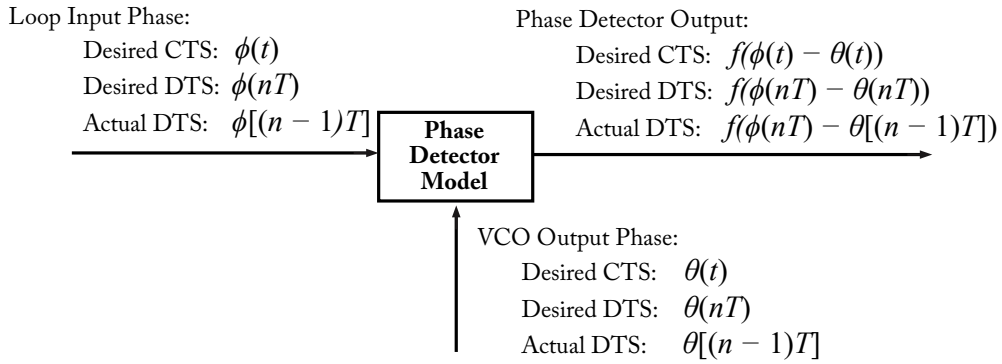 Loop Input Phase:
Desired CTS: ϕ(t)
Desired DTS: ϕ(nT)
Actual DTS: ϕ[(n − 1)T]
Phase Detector Output:
Desired CTS: f(ϕ(t) − θ(t))
Desired DTS: f(ϕ(nT) − θ(nT))
Actual DTS: f(ϕ(nT) − θ[(n − 1)T])
Phase
Detector
Model
VCO Output Phase:
Desired CTS: θ(t)
Desired DTS: θ(nT)
Actual DTS: θ[(n − 1)T]